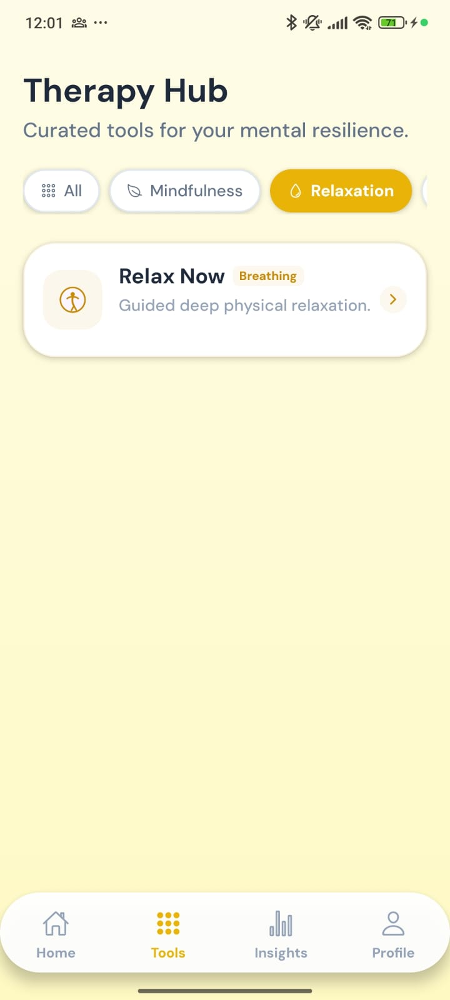 12:01
71
Therapy Hub
Curated tools for your mental resilience.
All
Mindfulness
Relaxation
Relax Now
Breathing
Guided deep physical relaxation.
Home
Tools
Insights
Profile